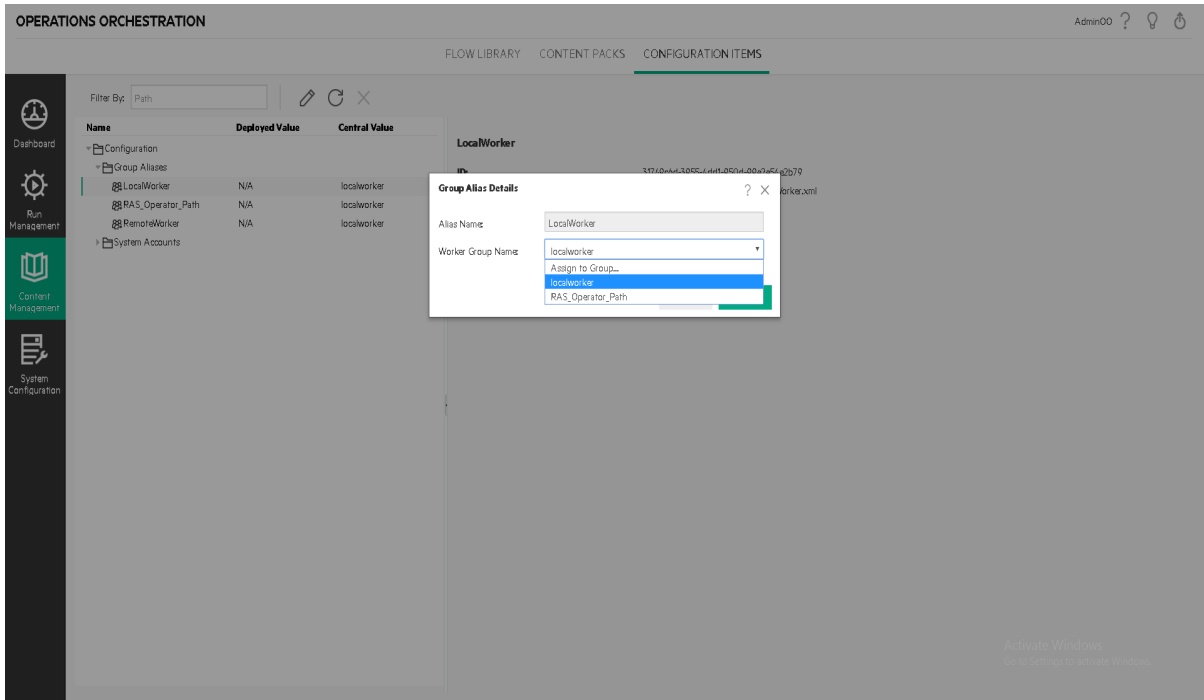 OPERATIONS ORCHESTRATION
Admin00
FLOW LIBRARY CONTENT PACKS CONFIGURATION ITEMS
Dashboard
Run
Management
Content
Management
System
Configuration
Filter By: Path
Name Deployed Value Central Value
Configuration
Group Aliases
LocalWorker N/A localworker
RAS_Operator_Path N/A localworker
RemoteWorker N/A localworker
System Accounts
LocalWorker
ID:
Group Alias Details
Alias Name: LocalWorker
Worker Group Name: localworker
Assign to Group...
localworker
RAS_Operator_Path
Activate Windows
Go to Settings to activate Windows.